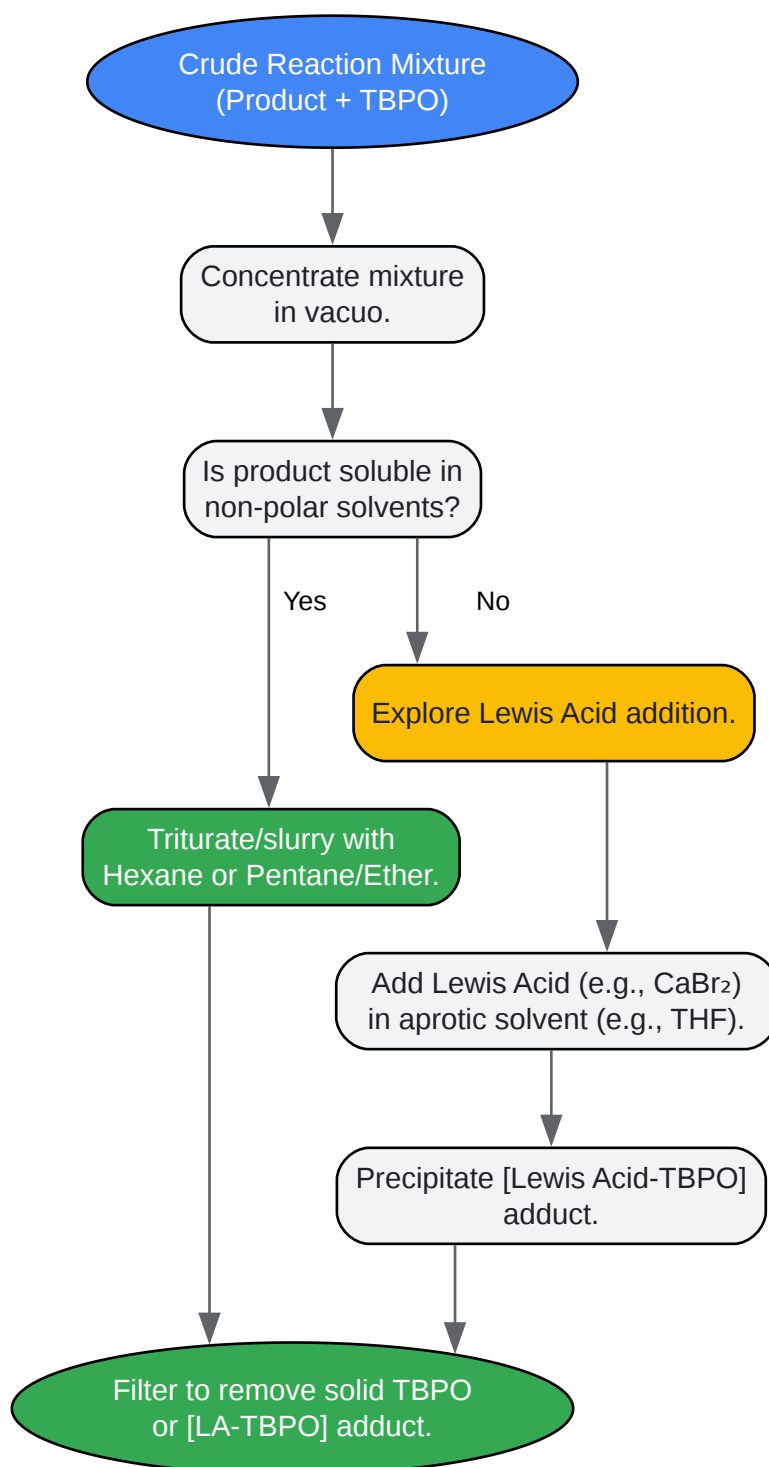 Crude Reaction Mixture
(Product + TBPO)
Concentrate mixture
in vacuo.
Is product soluble in
non-polar solvents?
Yes
No
Explore Lewis Acid addition.
Triturate/slurry with
Hexane or Pentane/Ether.
Add Lewis Acid (e.g., CaBr₂)
in aprotic solvent (e.g., THF).
Precipitate [Lewis Acid-TBPO]
adduct.
Filter to remove solid TBPO
or [LA-TBPO] adduct.